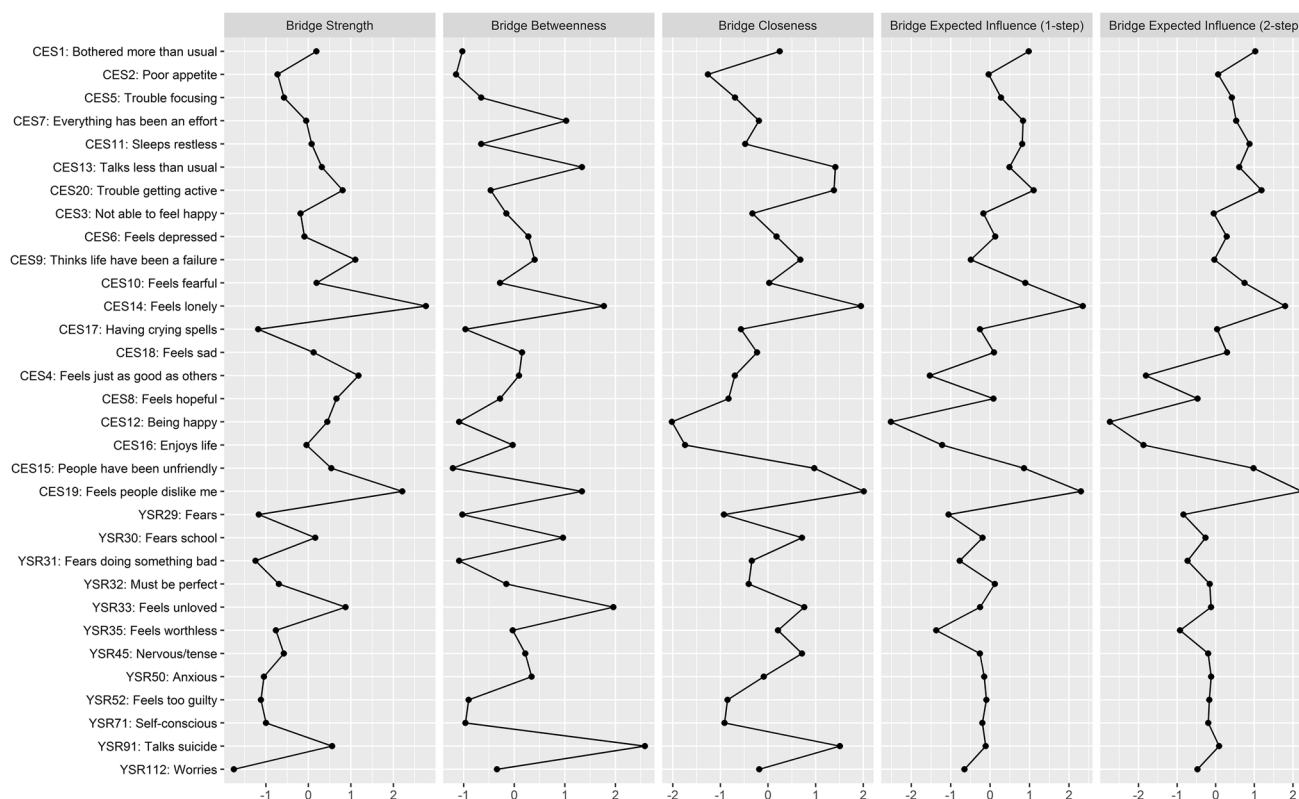 Bridge Strength
Bridge Betweenness
Bridge Closeness
Bridge Expected Influence (1-step)
Bridge Expected Influence (2-step
CES1: Bothered more than usual
CES2: Poor appetite
CES5: Trouble focusing
CES7: Everything has been an effort
CES11: Sleeps restless
CES13: Talks less than usual
CES20: Trouble getting active
CES3: Not able to feel happy
CES6: Feels depressed
CES9: Thinks life have been a failure
CES10: Feels fearful
CES14: Feels lonely
CES17: Having crying spells
CES18: Feels sad
CES4: Feels just as good as others
CES8: Feels hopeful
CES12: Being happy
CES16: Enjoys life
CES15: People have been unfriendly
CES19: Feels people dislike me
YSR29: Fears
YSR30: Fears school
YSR31: Fears doing something bad
YSR32: Must be perfect
YSR33: Feels unloved
YSR35: Feels worthless
YSR45: Nervous/tense
YSR50: Anxious
YSR52: Feels too guilty
YSR71: Self-conscious
YSR91: Talks suicide
YSR112: Worries
-1 0 1 2
-1 0 1 2
-2 -1 0 1 2
-2 -1 0 1 2
-2 -1 0 1 2